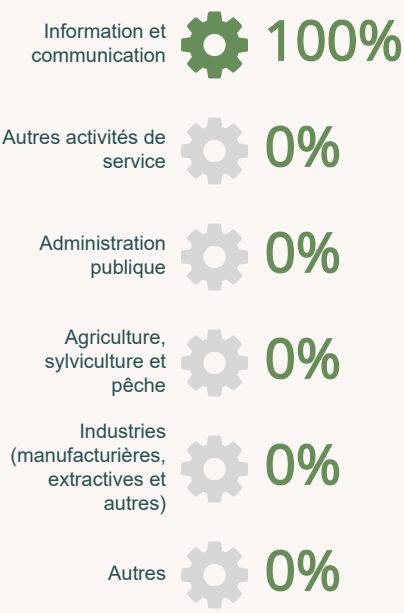 Information et
communication
100%
Autres activités de
service
0%
Administration
publique
0%
Agriculture,
sylviculture et
pêche
0%
Industries
(manufacturières,
extractives et
autres)
0%
Autres
0%